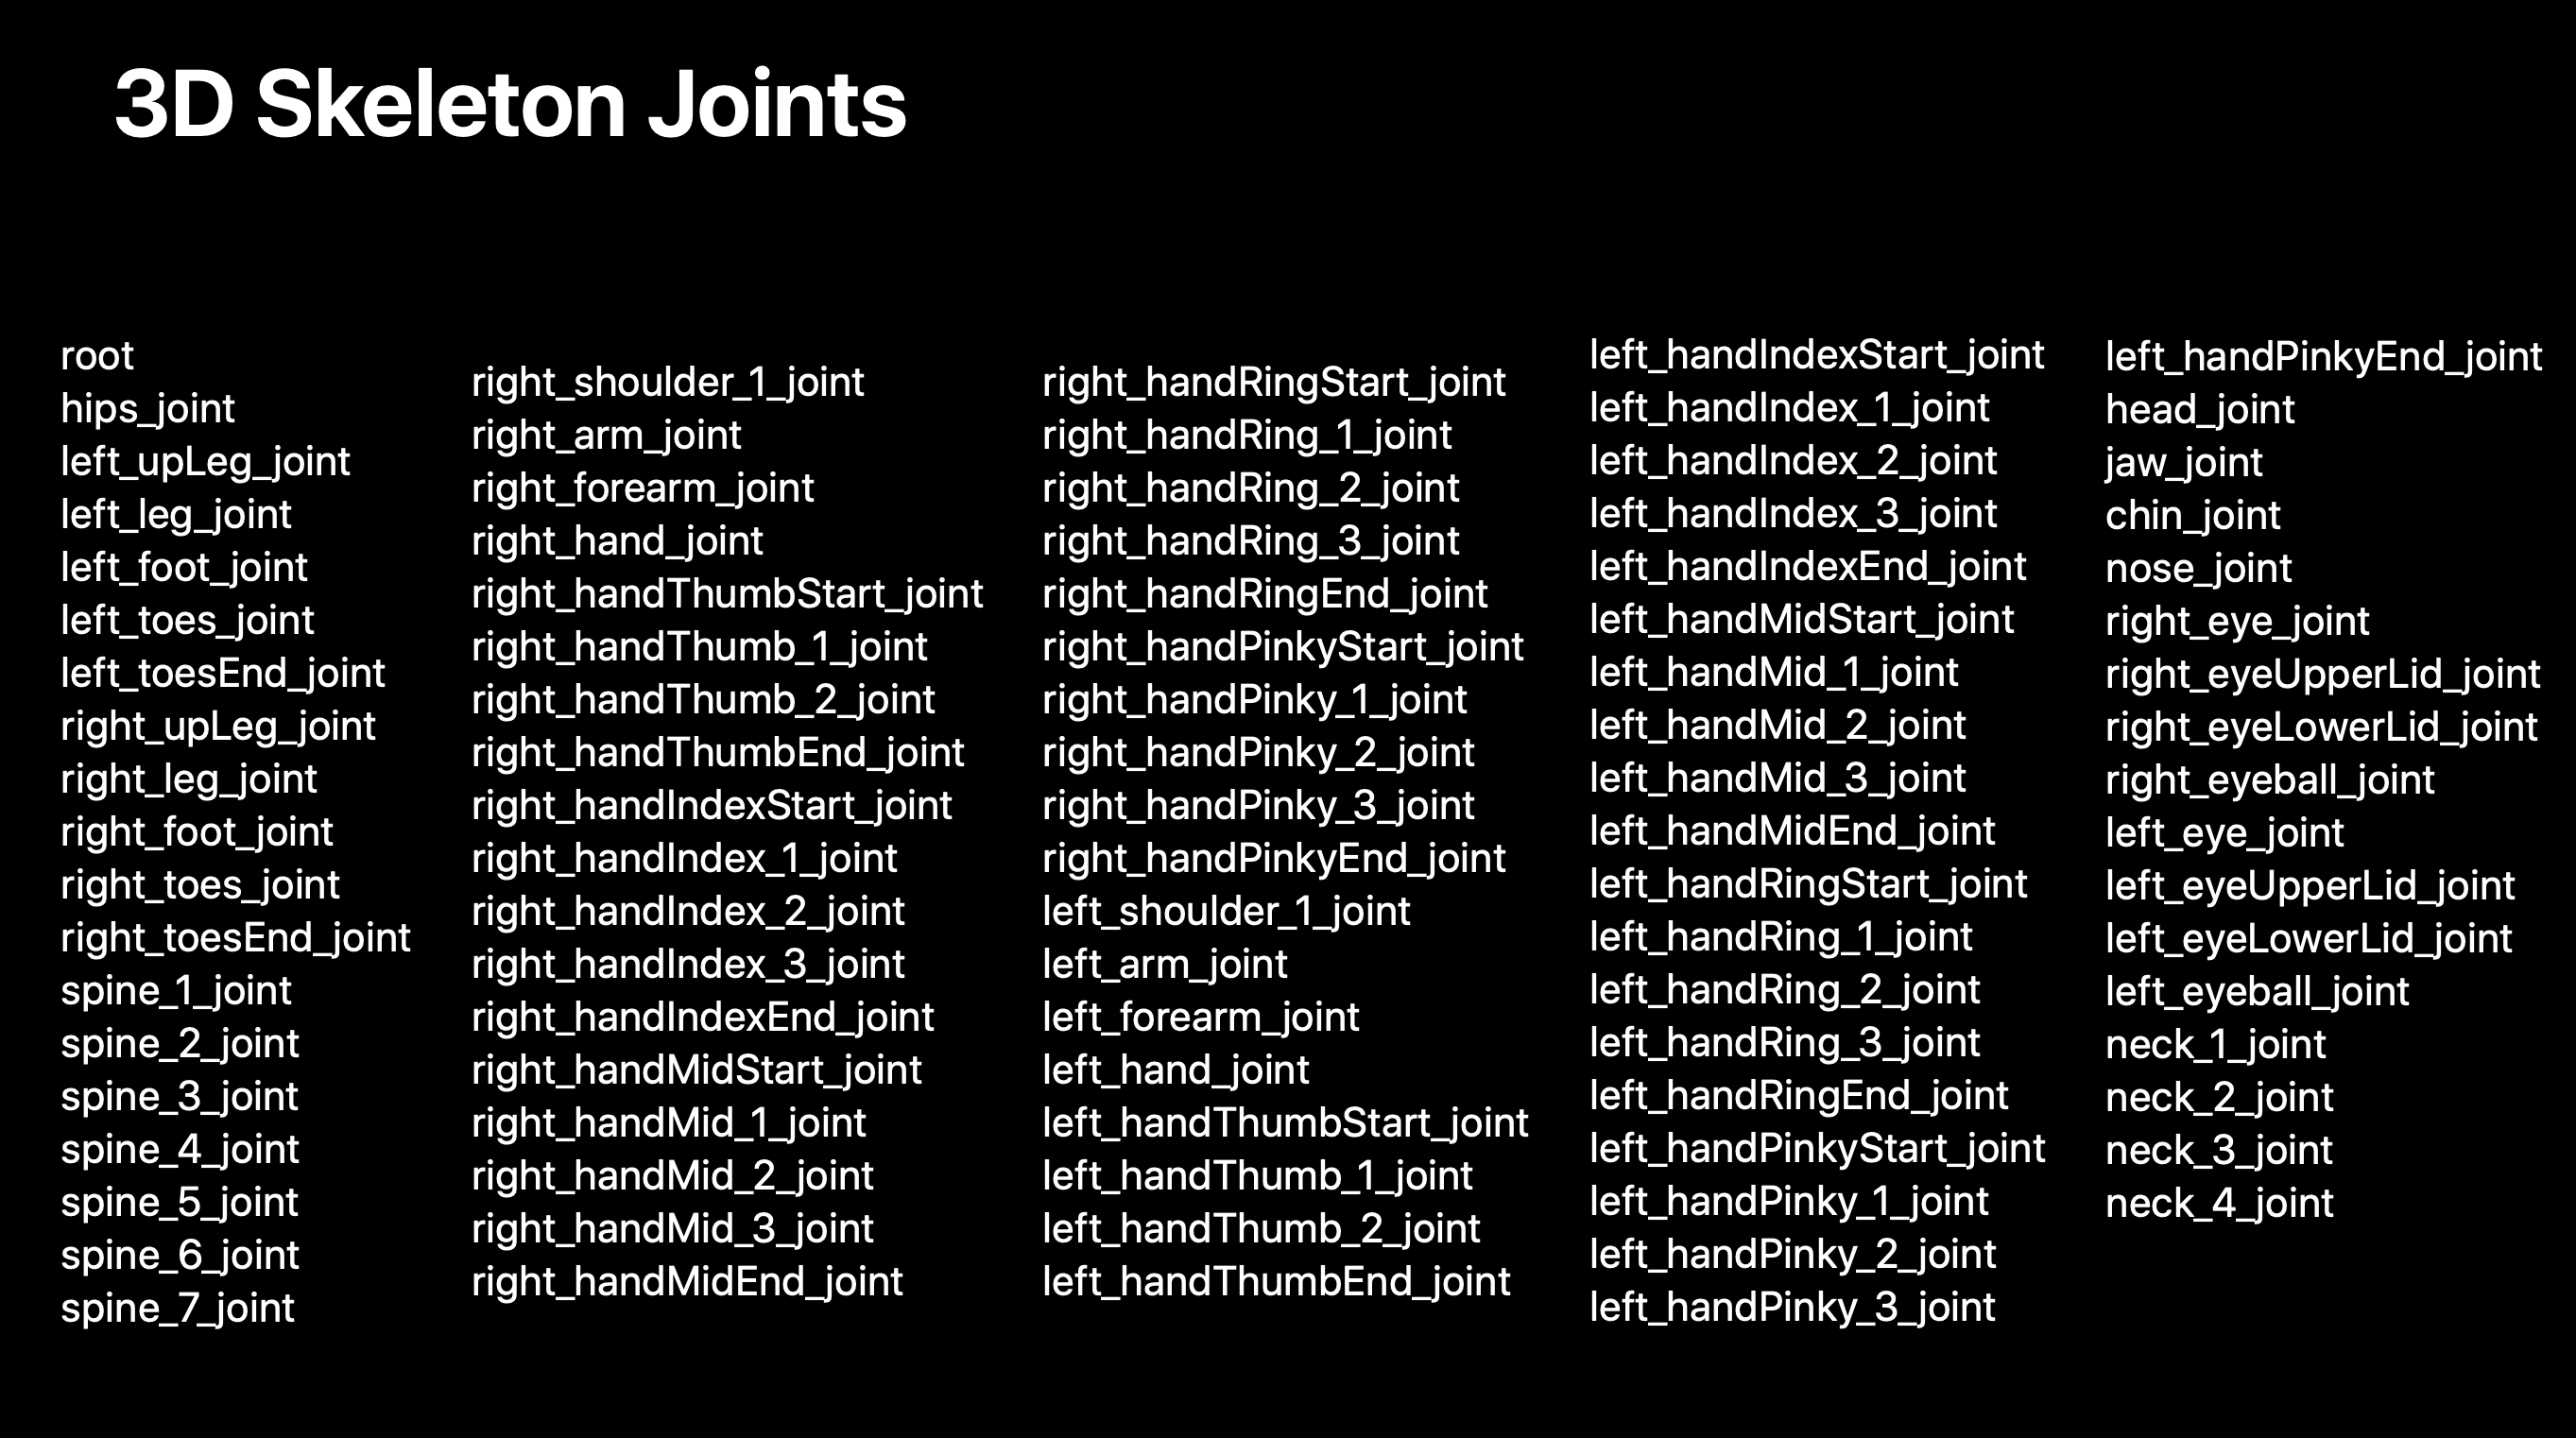 3D Skeleton Joints
root
hips_joint
left_upLeg_joint
left_leg_joint
left_foot_joint
left_toes_joint
left_toesEnd_joint
right_upLeg_joint
right_leg_joint
right_foot_joint
right_toes_joint
right_toesEnd_joint
spine_1_joint
spine_2_joint
spine_3_joint
spine_4_joint
spine_5_joint
spine_6_joint
spine_7_joint
right_shoulder_1_joint
right_arm_joint
right_forearm_joint
right_hand_joint
right_handThumbStart_joint
right_handThumb_1_joint
right_handThumb_2_joint
right_handThumbEnd_joint
right_handIndexStart_joint
right_handIndex_1_joint
right_handIndex_2_joint
right_handIndex_3_joint
right_handIndexEnd_joint
right_handMidStart_joint
right_handMid_1_joint
right_handMid_2_joint
right_handMid_3_joint
right_handMidEnd_joint
right_handRingStart_joint
right_handRing_1_joint
right_handRing_2_joint
right_handRing_3_joint
right_handRingEnd_joint
right_handPinkyStart_joint
right_handPinky_1_joint
right_handPinky_2_joint
right_handPinky_3_joint
right_handPinkyEnd_joint
left_shoulder_1_joint
left_arm_joint
left_forearm_joint
left_hand_joint
left_handThumbStart_joint
left_handThumb_1_joint
left_handThumb_2_joint
left_handThumbEnd_joint
left_handIndexStart_joint
left_handIndex_1_joint
left_handIndex_2_joint
left_handIndex_3_joint
left_handIndexEnd_joint
left_handMidStart_joint
left_handMid_1_joint
left_handMid_2_joint
left_handMid_3_joint
left_handMidEnd_joint
left_handRingStart_joint
left_handRing_1_joint
left_handRing_2_joint
left_handRing_3_joint
left_handRingEnd_joint
left_handPinkyStart_joint
left_handPinky_1_joint
left_handPinky_2_joint
left_handPinky_3_joint
left_handPinkyEnd_joint
head_joint
jaw_joint
chin_joint
nose_joint
right_eye_joint
right_eyeUpperLid_joint
right_eyeLowerLid_joint
right_eyeball_joint
left_eye_joint
left_eyeUpperLid_joint
left_eyeLowerLid_joint
left_eyeball_joint
neck_1_joint
neck_2_joint
neck_3_joint
neck_4_joint